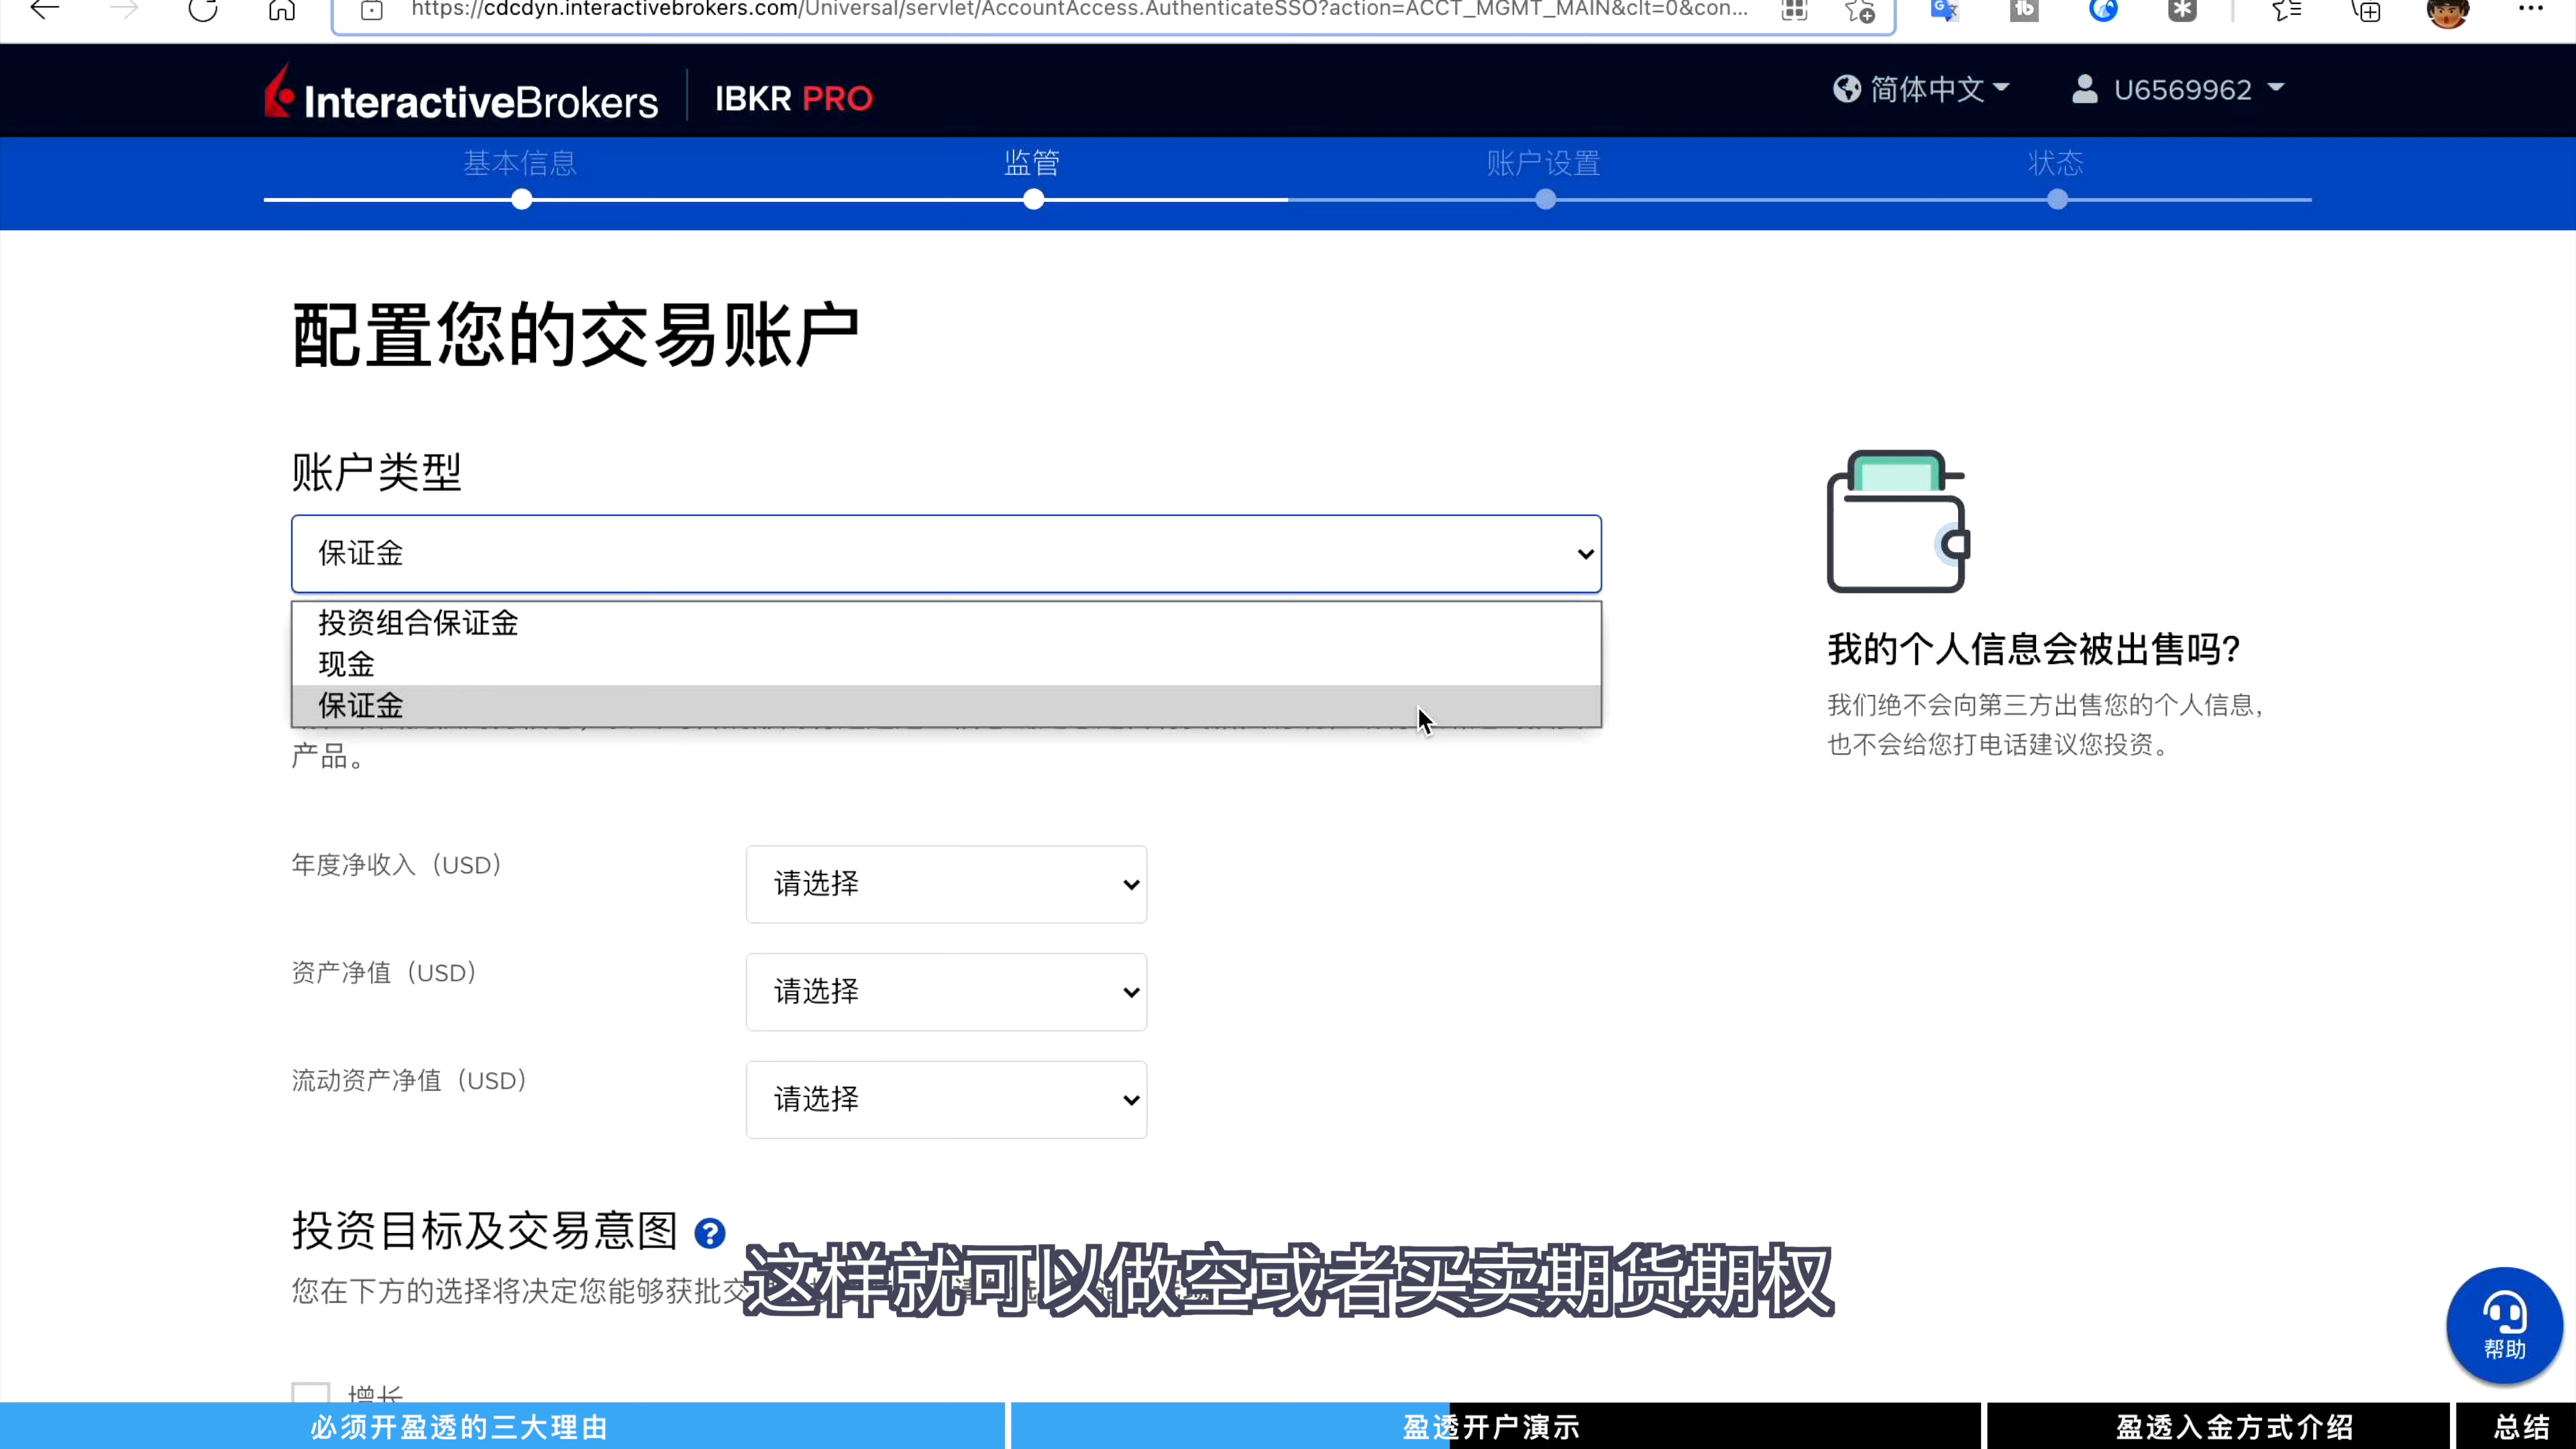 https://cdcdyn.interactivebrokers.com/Universal/servlet/AccountAccess.AuthenticateSSO?action=ACCT_MGMT_MAIN&clt=0&con...
InteractiveBrokers
IBKR PRO
简体中文
U6569962
基本信息
监管
账户设置
状态
配置您的交易账户
账户类型
保证金
投资组合保证金
现金
保证金
产品。
我的个人信息会被出售吗?
我们绝不会向第三方出售您的个人信息,
也不会给您打电话建议您投资。
年度净收入（USD）
请选择
资产净值（USD）
请选择
流动资产净值（USD）
请选择
投资目标及交易意图
?
您在下方的选择将决定您能够获批交
这样就可以做空或者买卖期货期权
增长
帮助
必须开盈透的三大理由
盈透开户演示
盈透入金方式介绍
总结